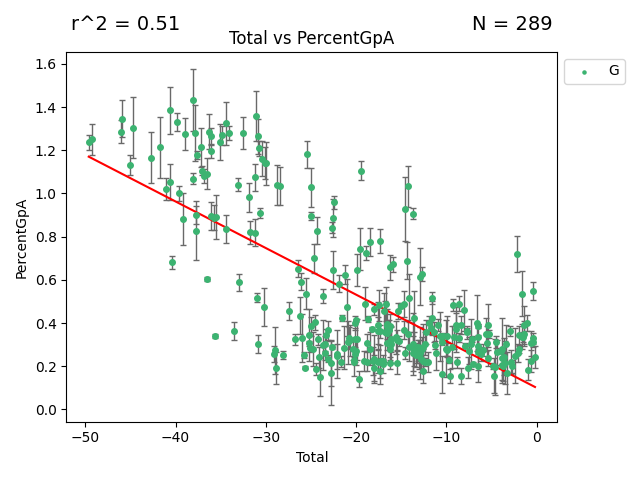 r^2 = 0.51
N = 289
Total vs PercentGpA
G
PercentGpA
1.6
1.4
1.2
1.0
0.8
0.6
0.4
0.2
0.0
−50
−40
−30
−20
−10
0
Total